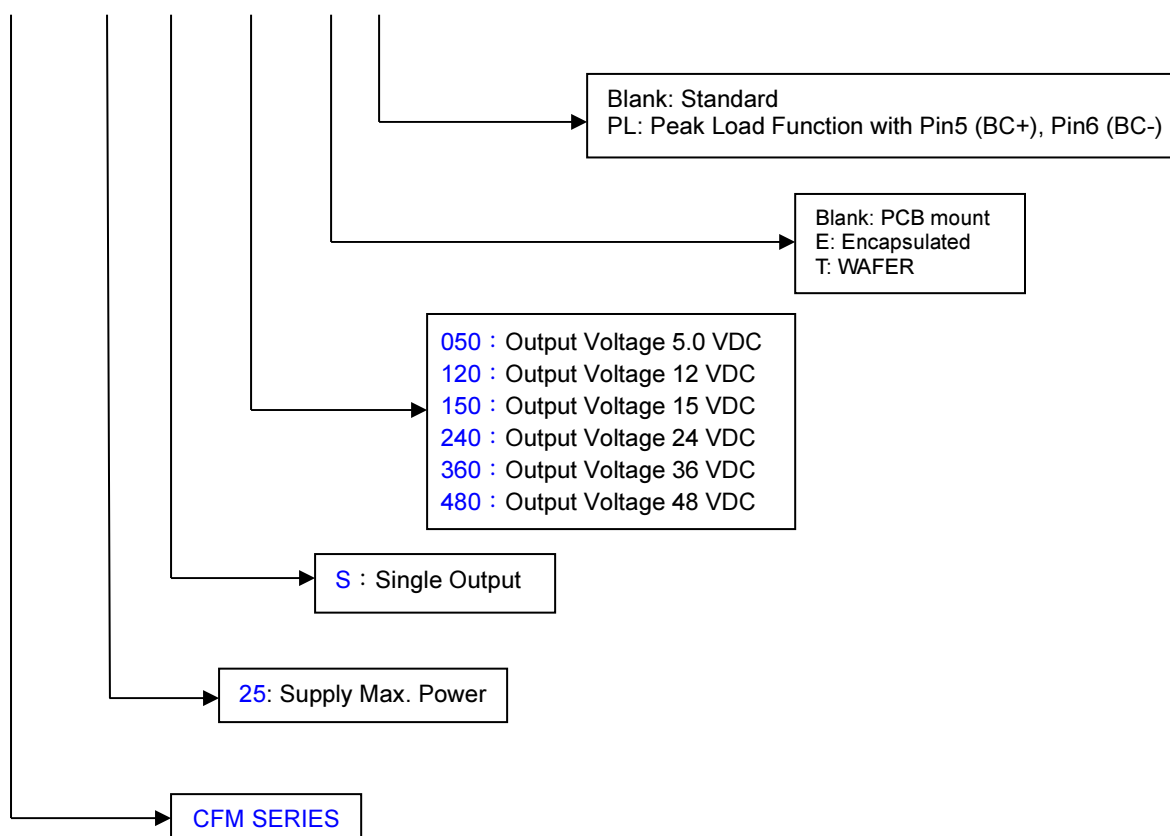 Blank: Standard
PL: Peak Load Function with Pin5 (BC+), Pin6 (BC-)
Blank: PCB mount
E: Encapsulated
T: WAFER
050：Output Voltage 5.0 VDC
120：Output Voltage 12 VDC
150：Output Voltage 15 VDC
240：Output Voltage 24 VDC
360：Output Voltage 36 VDC
480：Output Voltage 48 VDC
S：Single Output
25: Supply Max. Power
CFM SERIES